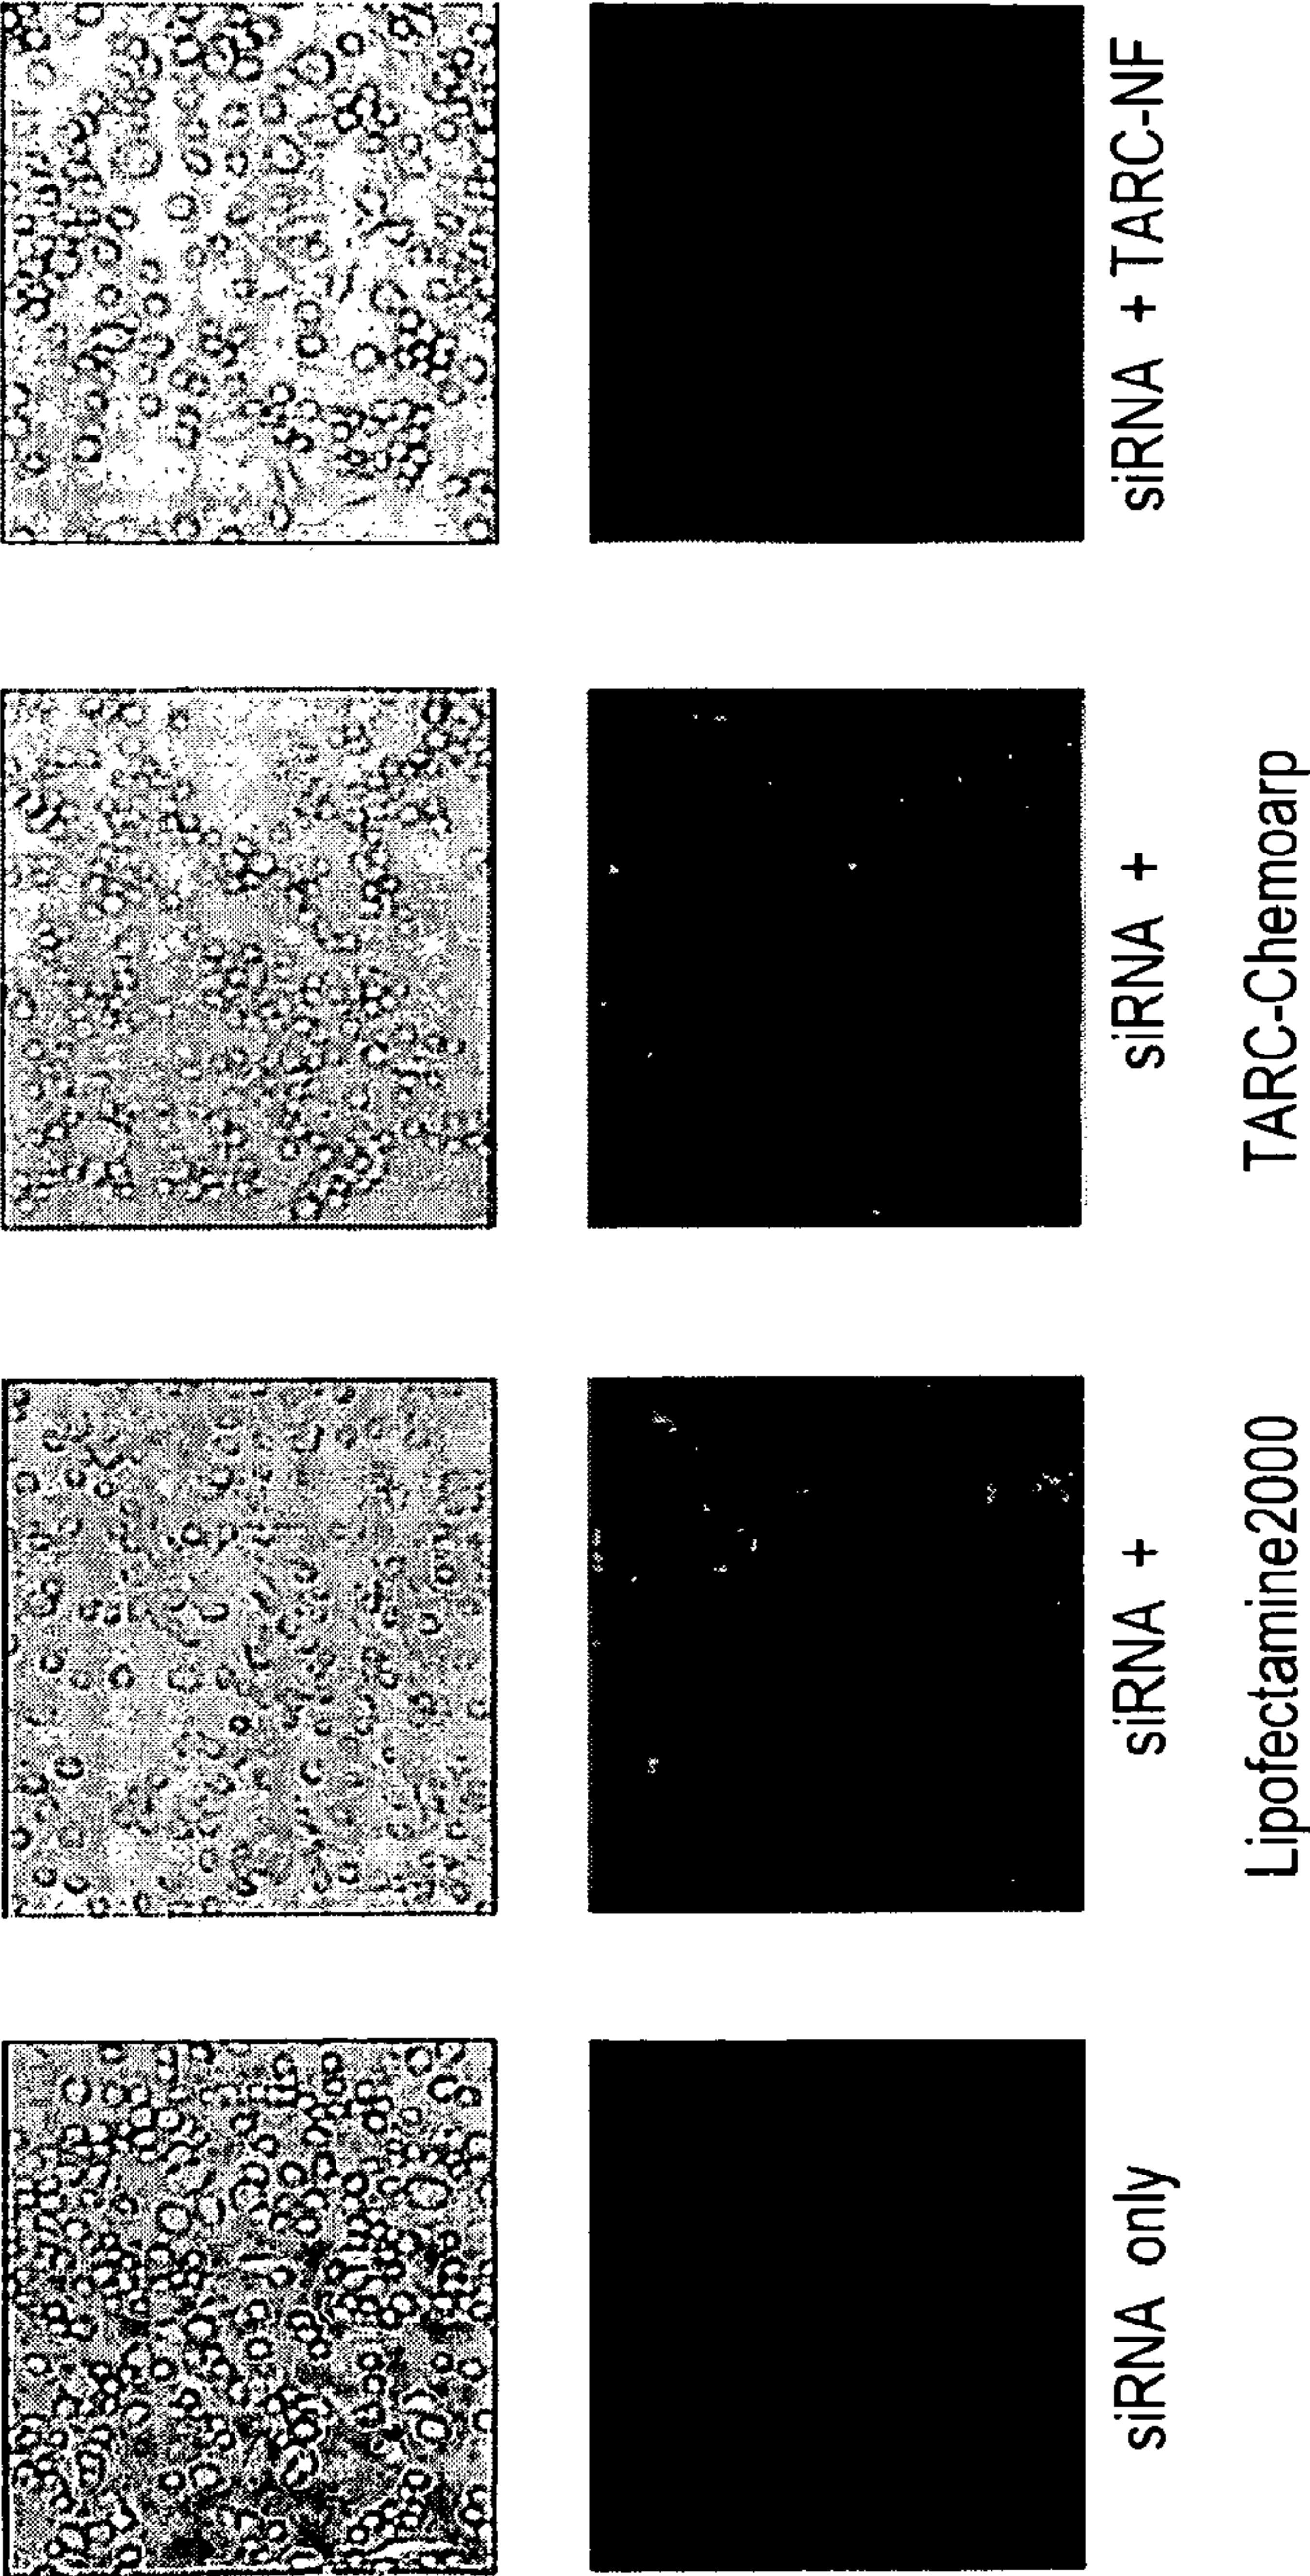 siRNA only
siRNA +
Lipofectamine2000
siRNA +
TARC-Chemoarp
siRNA + TARC-NF